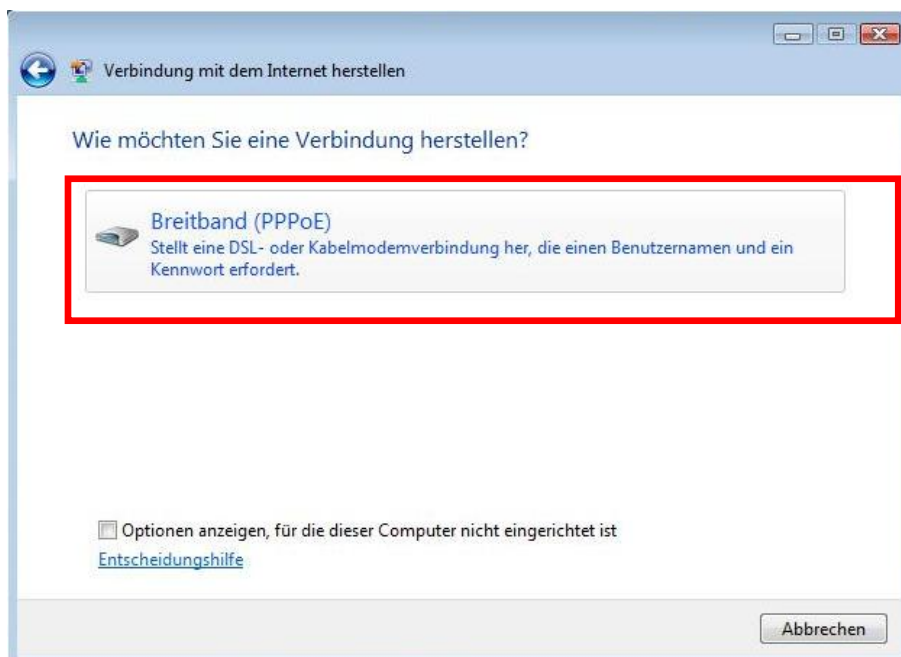 Verbindung mit dem Internet herstellen
Wie möchten Sie eine Verbindung herstellen?
Breitband (PPPoE)
Stellt eine DSL- oder Kabelmodemverbindung her, die einen Benutzernamen und ein
Kennwort erfordert.
Optionen anzeigen, für die dieser Computer nicht eingerichtet ist
Entscheidungshilfe
Abbrechen